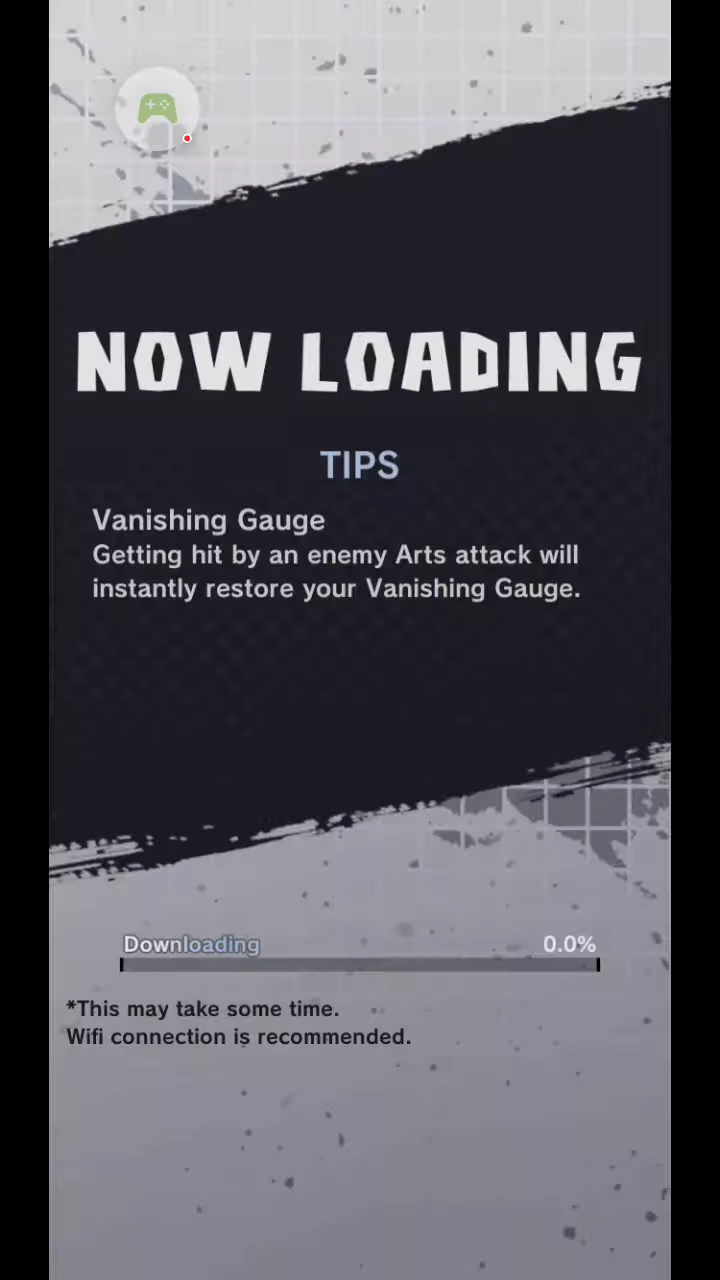 NOW LOADING
TIPS
Vanishing Gauge
Getting hit by an enemy Arts attack will
instantly restore your Vanishing Gauge.
Downloading 0.0%
*This may take some time.
Wifi connection is recommended.